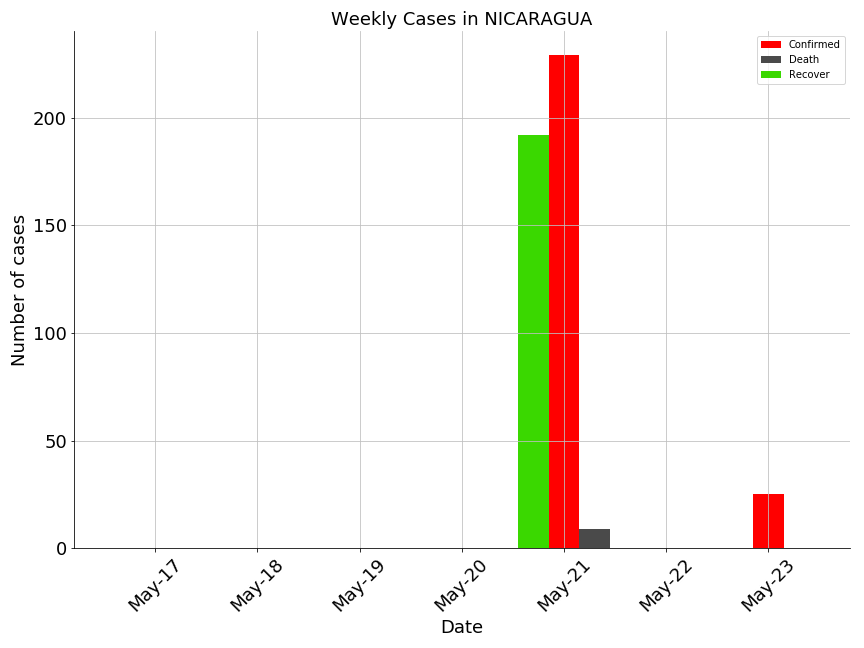 Weekly Cases in NICARAGUA
Confirmed
Death
Recover
Number of cases
200
150
100
50
0
May-17
May-18
May-19
May-20
May-21
May-22
May-23
Date